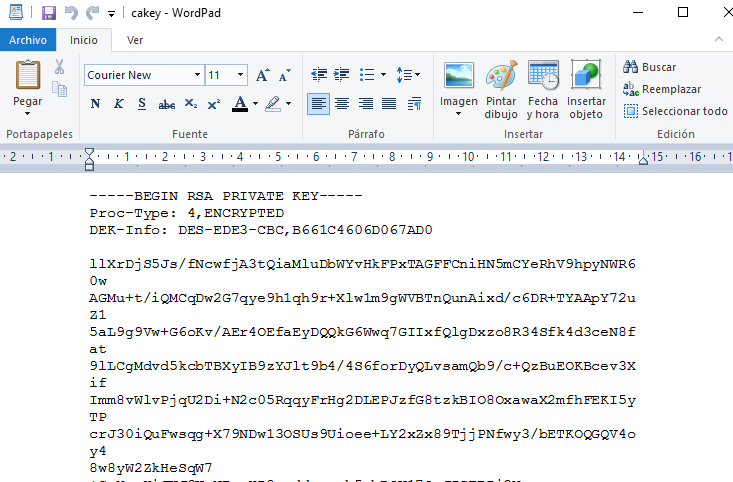 cakey - WordPad
Archivo Inicio Ver
Pegar
Portapapeles
Courier New 11
N K S abc X₂ X² A
Fuente
Párrafo
Imagen
Pintar dibujo
Fecha y hora
Insertar objeto
Insertar
Buscar
Reemplazar
Seleccionar todo
Edición
2 1 1 2 3 4 5 6 7 8 9 10 11 12 13 14 15 16 1
-----BEGIN RSA PRIVATE KEY-----
Proc-Type: 4,ENCRYPTED
DEK-Info: DES-EDE3-CBC,B661C4606D067AD0
llXrDjS5Js/fNcwfjA3tQiaMluDbWYvHkFPxTAGFFCniHN5mCYeRhV9hpyNWR6
0w
AGMu+t/iQMCqDw2G7qye9h1qh9r+Xlw1m9gWVBTnQunAixd/c6DR+TYAApY72u
Z1
5aL9g9Vw+G6oKv/AEr4OEfaEyDQQkG6Wwq7GIIxfQlgDxzo8R34Sfk4d3ceN8f
at
9lLCgMdvd5kcbTBXyIB9zYJlt9b4/4S6forDyQLvsamQb9/c+QzBuEOKBcev3X
if
Imm8vWlvPjqU2Di+N2c05RqqyFrHg2DLEPJzfG8tzkBIO8OxawaX2mfhFEKI5y
TP
crJ30iQuFwsqg+X79NDw13OSUs9Uioee+LY2xZx89TjjPNfwy3/bETKOQGQV4o
y4
8w8yW2ZkHeSqW7